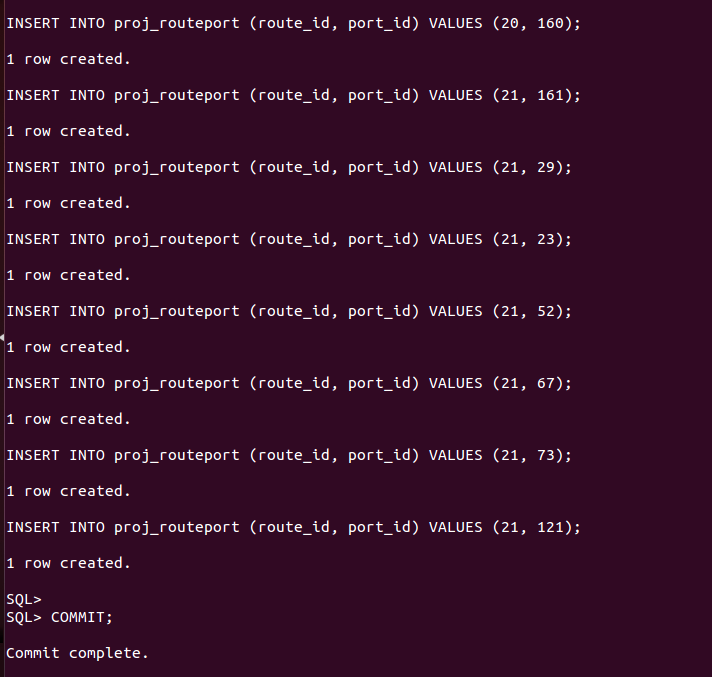 INSERT INTO proj_routeport (route_id, port_id) VALUES (20, 160);
1 row created.
INSERT INTO proj_routeport (route_id, port_id) VALUES (21, 161);
1 row created.
INSERT INTO proj_routeport (route_id, port_id) VALUES (21, 29);
1 row created.
INSERT INTO proj_routeport (route_id, port_id) VALUES (21, 23);
1 row created.
INSERT INTO proj_routeport (route_id, port_id) VALUES (21, 52);
1 row created.
INSERT INTO proj_routeport (route_id, port_id) VALUES (21, 67);
1 row created.
INSERT INTO proj_routeport (route_id, port_id) VALUES (21, 73);
1 row created.
INSERT INTO proj_routeport (route_id, port_id) VALUES (21, 121);
1 row created.
SQL>
SQL> COMMIT;
Commit complete.